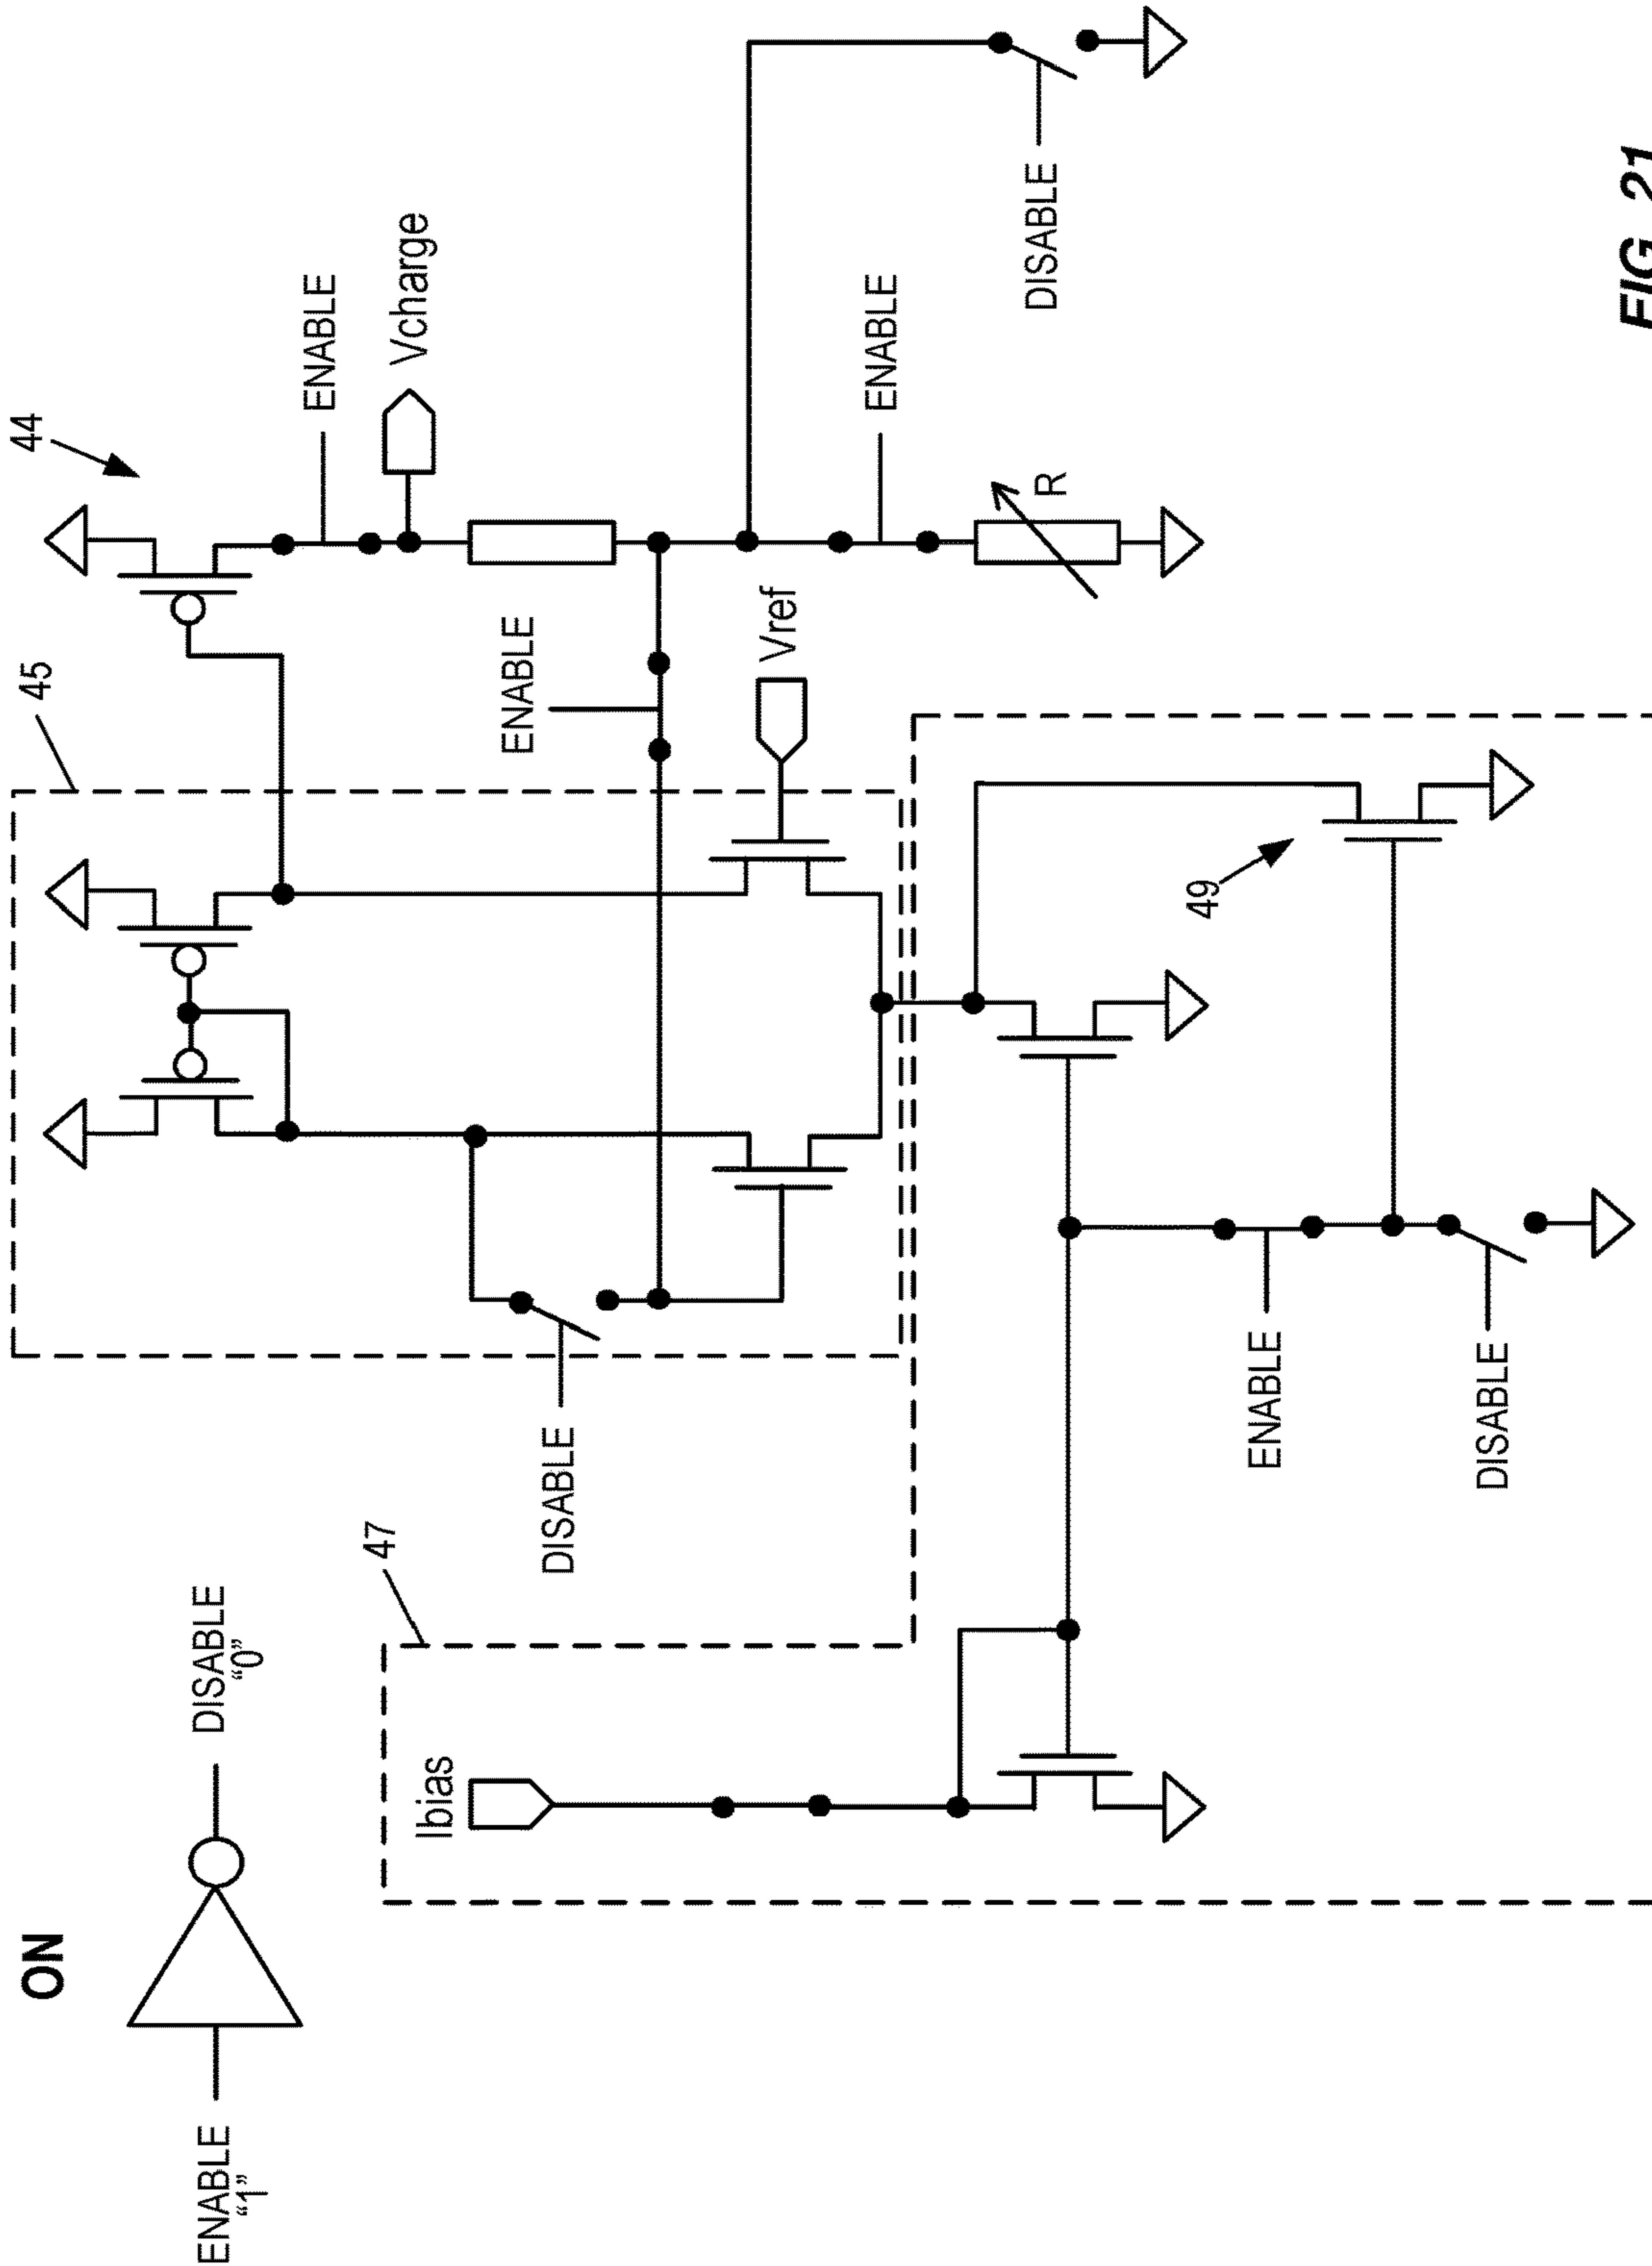 ON
ENABLE
“1”
DISABLE
“0”
47
Ibias
45
44
ENABLE
Vcharge
ENABLE
DISABLE
Vref
ENABLE
R
DISABLE
49
ENABLE
DISABLE
FIG. 21